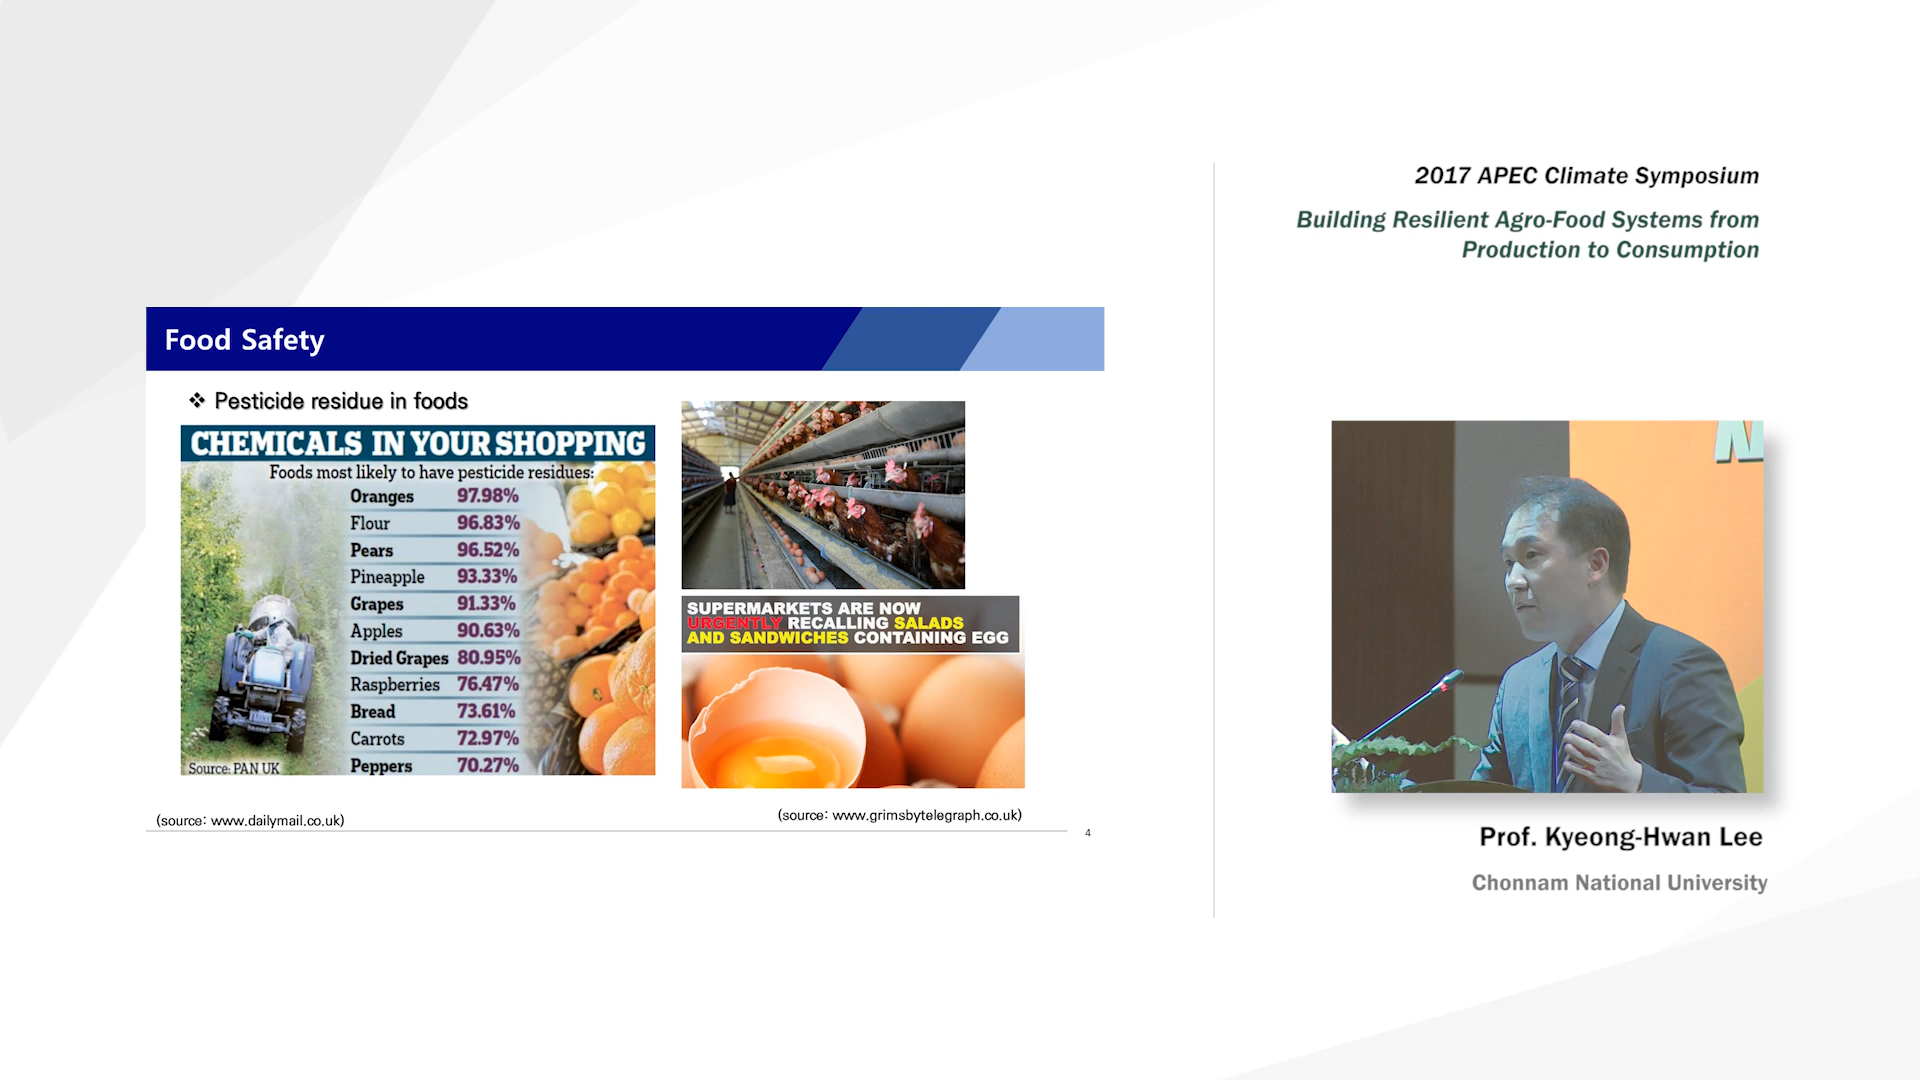 2017 APEC Climate Symposium
Building Resilient Agro-Food Systems from
Production to Consumption
Food Safety
❖ Pesticide residue in foods
CHEMICALS IN YOUR SHOPPING
Foods most likely to have pesticide residues:
Oranges 97.98%
Flour 96.83%
Pears 96.52%
Pineapple 93.33%
Grapes 91.33%
Apples 90.63%
Dried Grapes 80.95%
Raspberries 76.47%
Bread 73.61%
Carrots 72.97%
Peppers 70.27%
Source: PAN UK
(source: www.dailymail.co.uk)
SUPERMARKETS ARE NOW
URGENTLY RECALLING SALADS
AND SANDWICHES CONTAINING EGG
(source: www.grimsbytelegraph.co.uk)
4
Prof. Kyeong-Hwan Lee
Chonnam National University